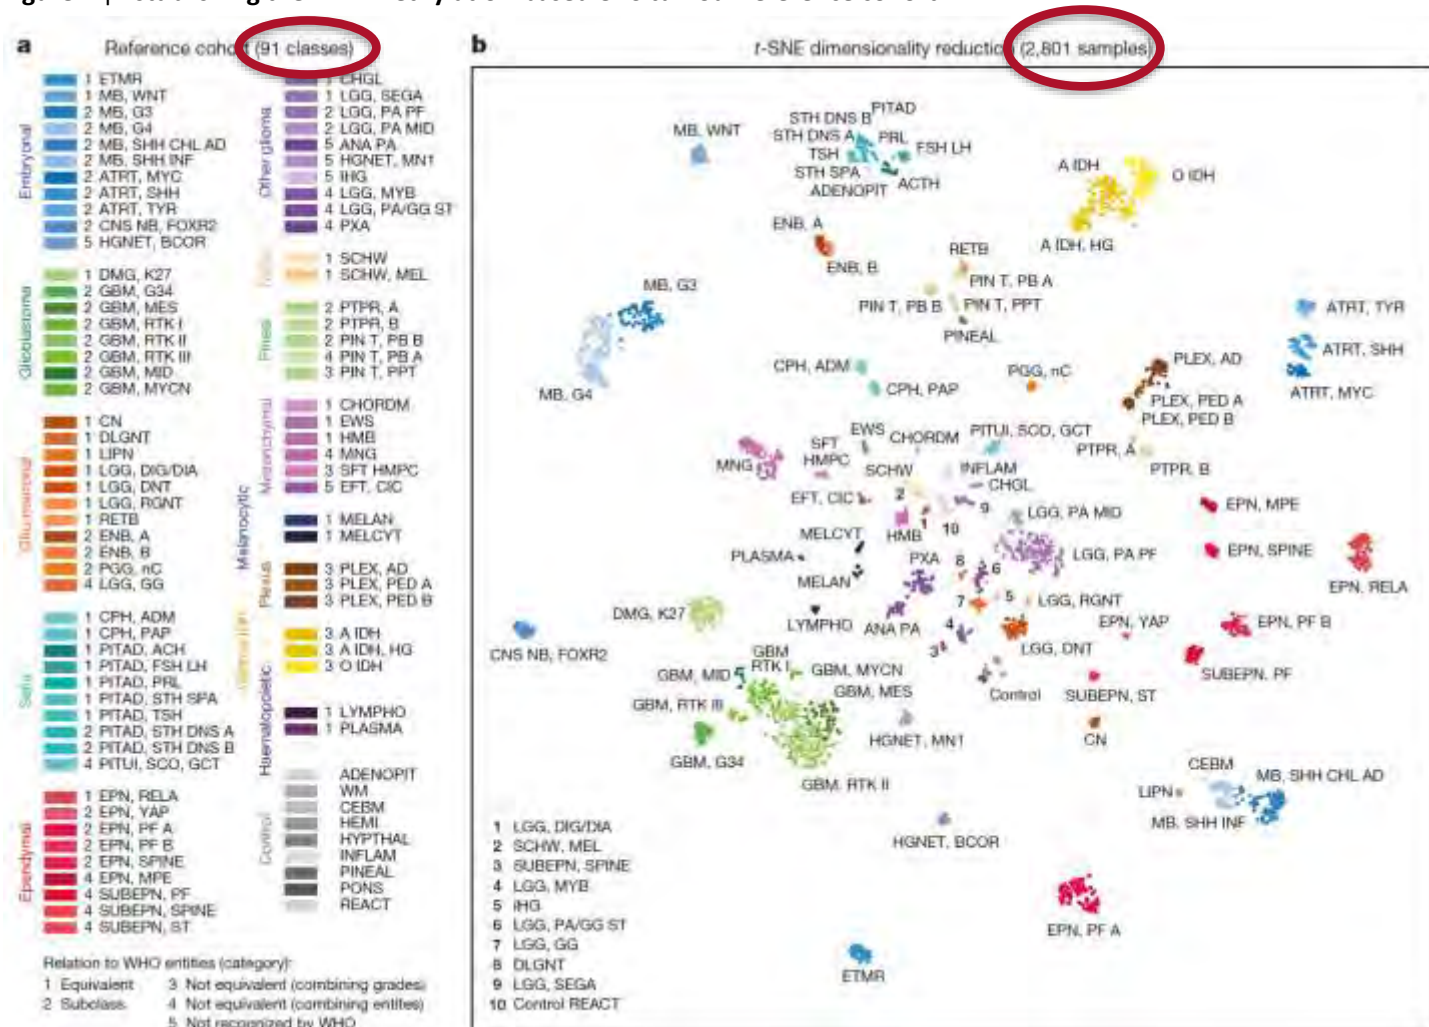 a
Reference cohort (91 classes)
Embryonal
1 ETMR
1 MB, WNT
2 MB, G3
2 MB, G4
2 MB, SHH CHL AD
2 MB, SHH INF
2 ATRT, MYC
2 ATRT, SHH
2 ATRT, TYR
2 CNS NB, FOXR2
5 HGNET, BCOR
Glioblastoma
1 DMG, K27
2 GBM, G34
2 GBM, MES
2 GBM, RTK I
2 GBM, RTK II
2 GBM, RTK III
2 GBM, MID
2 GBM, MYCN
1 CN
1 DLGNT
1 LIPN
1 LGG, DIG/DIA
1 LGG, DNT
1 LGG, RGNT
1 RETB
2 ENB, A
2 ENB, B
2 PGG, nC
4 LGG, GG
Sella
1 CPH, ADM
1 CPH, PAP
1 PITAD, ACH
1 PITAD, FSH LH
1 PITAD, PRL
1 PITAD, STH SPA
1 PITAD, TSH
2 PITAD, STH DNS A
2 PITAD, STH DNS B
4 PITUI, SCO, GCT
Ependymal
1 EPN, RELA
2 EPN, YAP
2 EPN, PF A
2 EPN, PF B
2 EPN, SPINE
4 EPN, MPE
4 SUBEPN, PF
4 SUBEPN, SPINE
4 SUBEPN, ST
Other glioma
1 CHGL
1 LGG, SEGA
2 LGG, PA PF
2 LGG, PA MID
5 ANA PA
5 HGNET, MN1
5 IHG
4 LGG, MYB
4 LGG, PA/GG ST
4 PXA
1 SCHW
1 SCHW, MEL
Pineal
2 PTPR, A
2 PTPR, B
2 PIN T, PB B
4 PIN T, PB A
3 PIN T, PPT
Mesenchymal
1 CHORDM
1 EWS
1 HMB
4 MNG
3 SFT HMPC
5 EFT, CIC
Melanocytic
1 MELAN
1 MELCYT
Plexus
3 PLEX, AD
3 PLEX, PED A
3 PLEX, PED B
3 A IDH
3 A IDH, HG
3 O IDH
Haematopoietic
1 LYMPHO
1 PLASMA
Control
ADENOPIT
WM
CEBM
HEMI
HYPTHAL
INFLAM
PINEAL
PONS
REACT
Relation to WHO entities (category):
1 Equivalent
2 Subclass
3 Not equivalent (combining grades)
4 Not equivalent (combining entites)
5 Not recognized by WHO
b
t-SNE dimensionality reduction (2,801 samples)
MB, WNT
STH DNS B
PITAD
STH DNS A
PRL
TSH
FSH LH
STH SPA
ACTH
ADENOPIT
A IDH
O IDH
A IDH, HG
ENB, A
ENB, B
RETB
PIN T, PB A
PIN T, PB B
PIN T, PPT
PINEAL
MB, G3
MB, G4
ATRT, TYR
ATRT, SHH
ATRT, MYC
CPH, ADM
CPH, PAP
PGG, nC
PLEX, AD
PLEX, PED A
PLEX, PED B
EWS
CHORDM
PITUI, SCO, GCT
PTPR, A
PTPR, B
MNG
SFT
HMPC
SCHW
INFLAM
CHGL
EFT, CIC
2
9
LGG, PA MID
EPN, MPE
HMB
1
10
MELCYT
PLASMA
MELAN
PXA
8
6
LGG, PA PF
EPN, SPINE
EPN, RELA
DMG, K27
LYMPHO
ANA PA
7
5
LGG, RGNT
4
3
EPN, YAP
EPN, PF B
CNS NB, FOXR2
LGG, DNT
SUBEPN, PF
GBM
RTK I
GBM, MID
GBM, MYCN
GBM, MES
Control
SUBEPN, ST
GBM, RTK III
GBM, G34
HGNET, MN1
CN
GBM, RTK II
CEBM
MB, SHH CHL AD
LIPN
MB, SHH INF
HGNET, BCOR
EPN, PF A
ETMR
1 LGG, DIG/DIA
2 SCHW, MEL
3 SUBEPN, SPINE
4 LGG, MYB
5 IHG
6 LGG, PA/GG ST
7 LGG, GG
8 DLGNT
9 LGG, SEGA
10 Control REACT